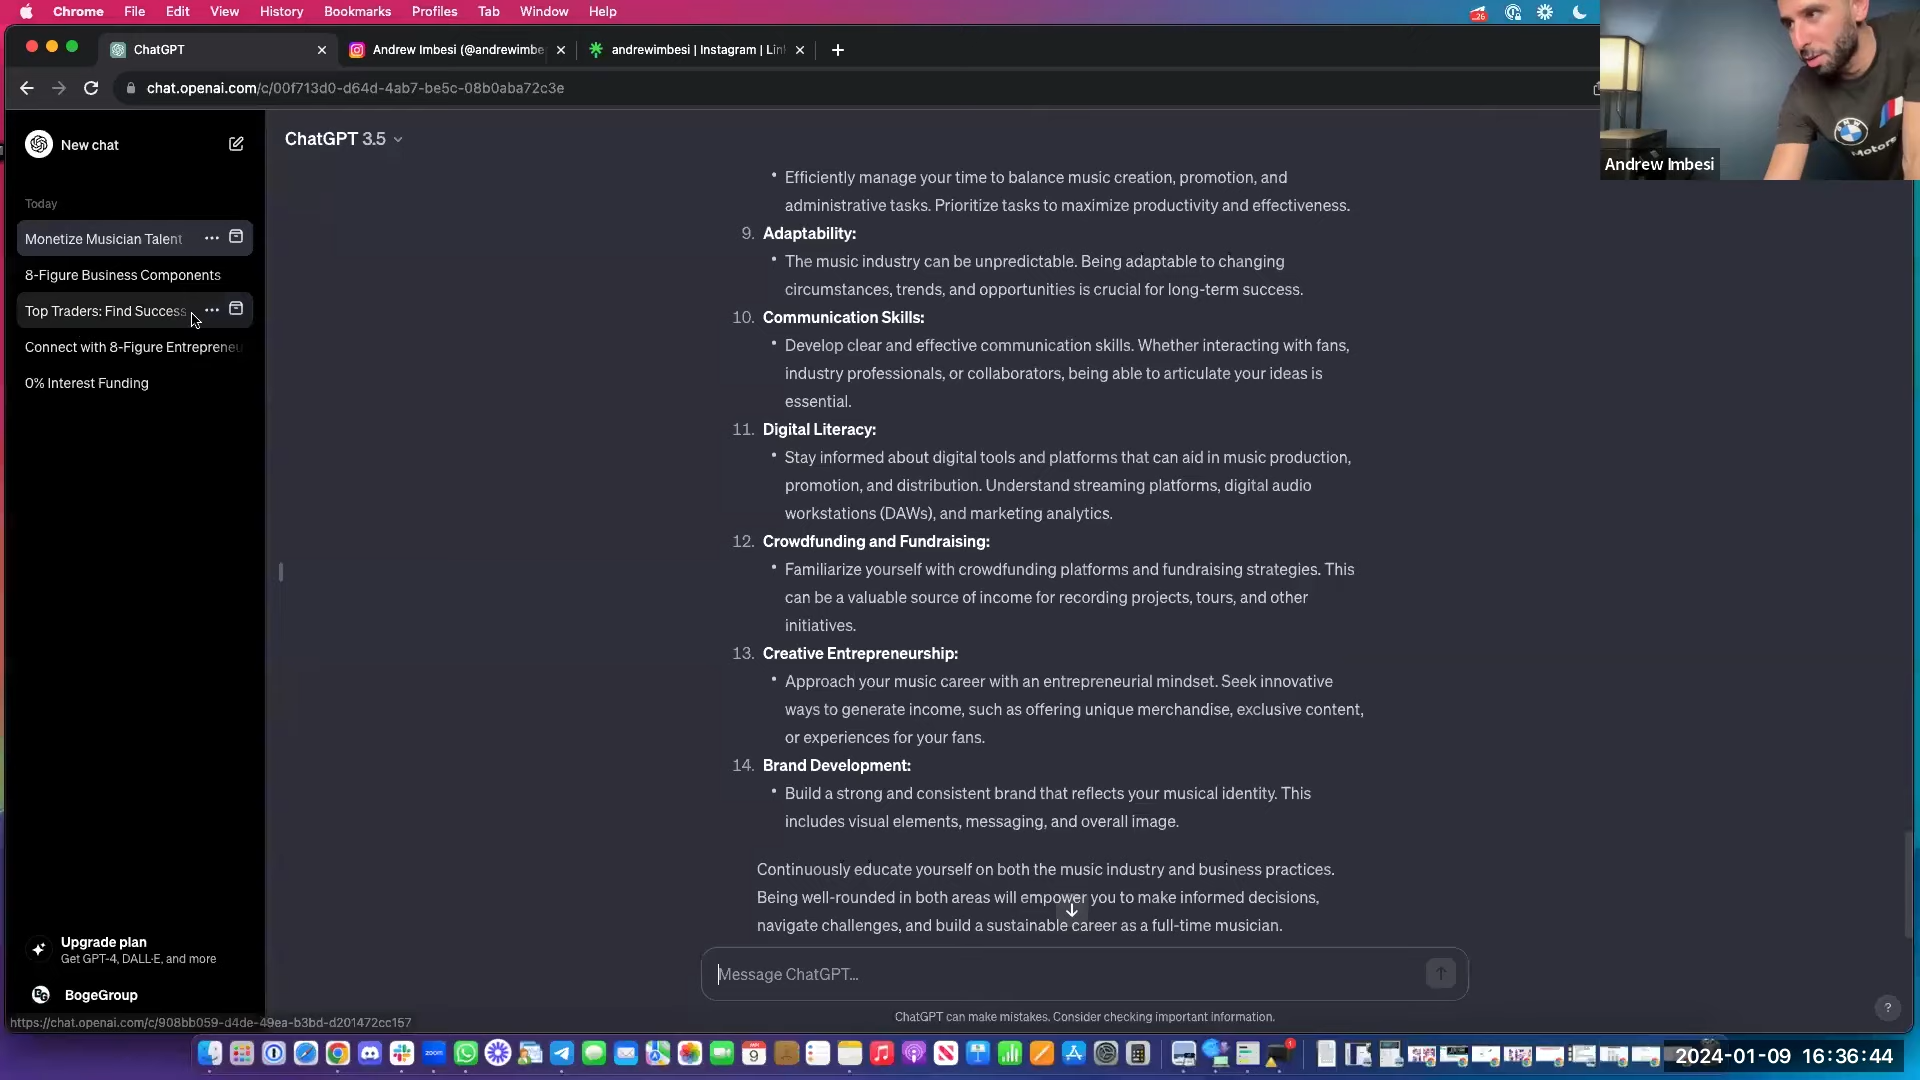 Chrome File Edit View History Bookmarks Profiles Tab Window Help
26
ChatGPT
Andrew Imbesi (@andrewimbe
andrewimbesi | Instagram | Lin
chat.openai.com/c/00f713d0-d64d-4ab7-be5c-08b0aba72c3e
Andrew Imbesi
Motors
New chat
Today
Monetize Musician Talent
8-Figure Business Components
Top Traders: Find Success
Connect with 8-Figure Entrepreneu
0% Interest Funding
Upgrade plan
Get GPT-4, DALL·E, and more
BogeGroup
https://chat.openai.com/c/908bb059-d4de-49ea-b3bd-d201472cc157
ChatGPT 3.5
• Efficiently manage your time to balance music creation, promotion, and
administrative tasks. Prioritize tasks to maximize productivity and effectiveness.
9. Adaptability:
• The music industry can be unpredictable. Being adaptable to changing
circumstances, trends, and opportunities is crucial for long-term success.
10. Communication Skills:
• Develop clear and effective communication skills. Whether interacting with fans,
industry professionals, or collaborators, being able to articulate your ideas is
essential.
11. Digital Literacy:
• Stay informed about digital tools and platforms that can aid in music production,
promotion, and distribution. Understand streaming platforms, digital audio
workstations (DAWs), and marketing analytics.
12. Crowdfunding and Fundraising:
• Familiarize yourself with crowdfunding platforms and fundraising strategies. This
can be a valuable source of income for recording projects, tours, and other
initiatives.
13. Creative Entrepreneurship:
• Approach your music career with an entrepreneurial mindset. Seek innovative
ways to generate income, such as offering unique merchandise, exclusive content,
or experiences for your fans.
14. Brand Development:
• Build a strong and consistent brand that reflects your musical identity. This
includes visual elements, messaging, and overall image.
Continuously educate yourself on both the music industry and business practices.
Being well-rounded in both areas will empower you to make informed decisions,
navigate challenges, and build a sustainable career as a full-time musician.
Message ChatGPT...
ChatGPT can make mistakes. Consider checking important information.
?
zoom
9
2024-01-09 16:36:44